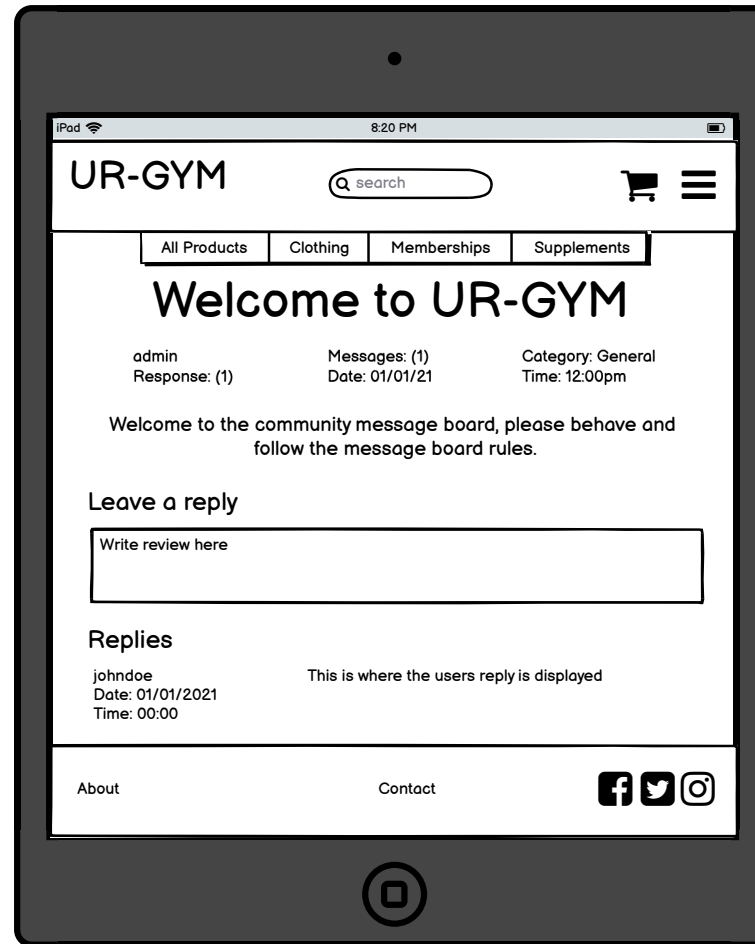 iPad
8:20 PM
UR-GYM
search
All Products
Clothing
Memberships
Supplements
Welcome to UR-GYM
admin
Response: (1)
Messages: (1)
Date: 01/01/21
Category: General
Time: 12:00pm
Welcome to the community message board, please behave and
follow the message board rules.
Leave a reply
Write review here
Replies
johndoe
Date: 01/01/2021
Time: 00:00
This is where the users reply is displayed
About
Contact